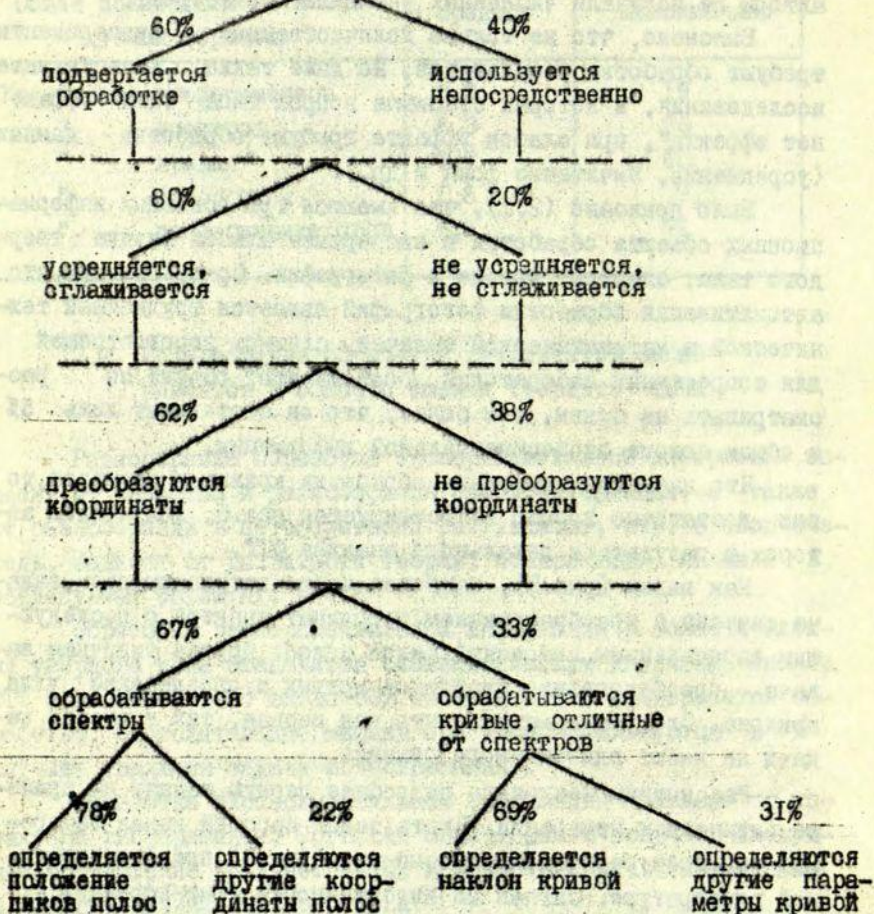 60% 40%
подвергается
обработке
используется
непосредственно
80% 20%
усредняется,
сглаживается
не усредняется,
не сглаживается
62% 38%
преобразуются
координаты
не преобразуются
координаты
67% 33%
обрабатываются
спектры
обрабатываются
кривые, отличные
от спектров
78% 22% 69% 31%
определяется
положение
пиков полос
определяются
другие коор-
динаты полос
определяется
наклон кривой
определяются
другие пара-
метры кривой